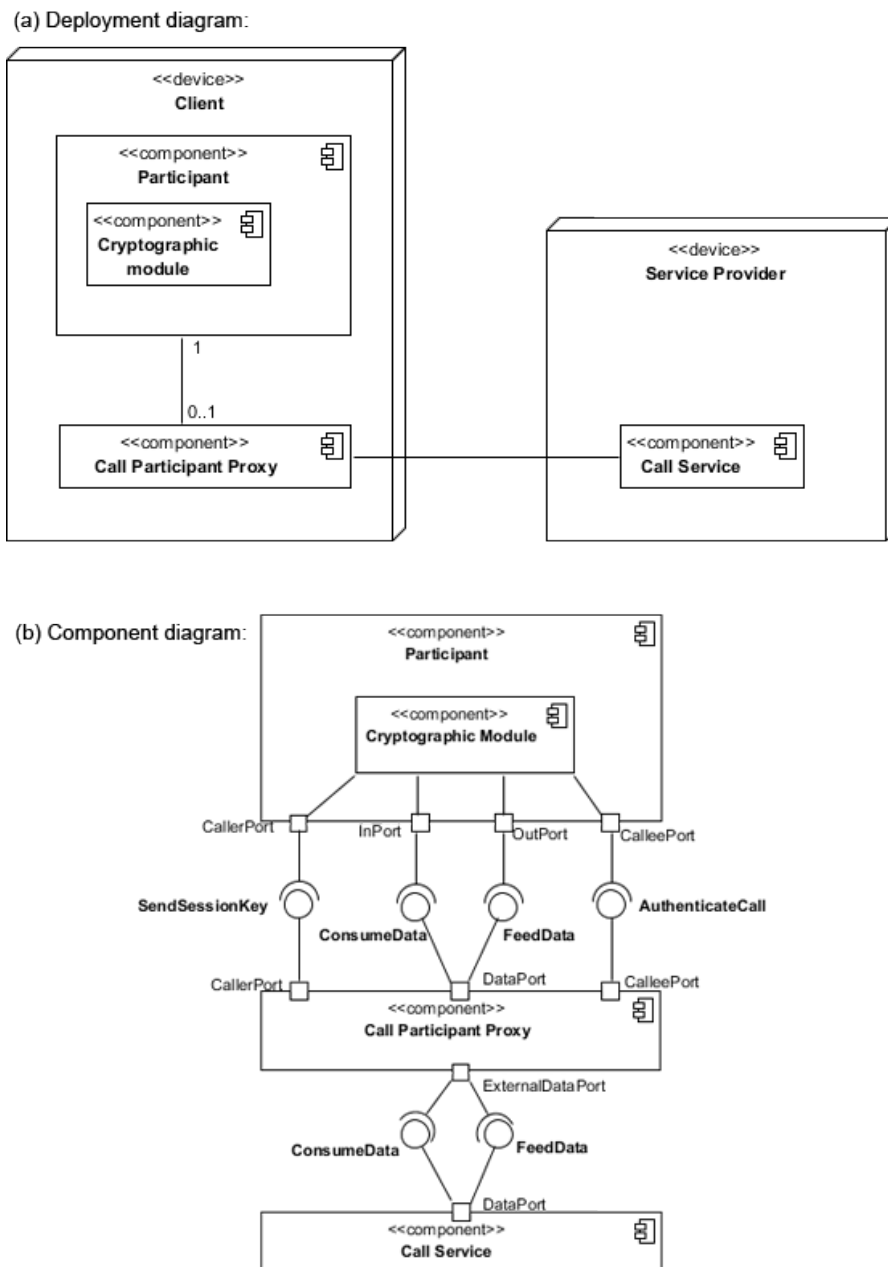 (a) Deployment diagram:
<<device>>
Client
<<component>>
Participant
<<component>>
Cryptographic
module
1
0..1
<<component>>
Call Participant Proxy
<<device>>
Service Provider
<<component>>
Call Service
(b) Component diagram:
<<component>>
Participant
<<component>>
Cryptographic Module
CallerPort
InPort
OutPort
CalleePort
SendSessionKey
ConsumeData
FeedData
AuthenticateCall
CallerPort
DataPort
CalleePort
<<component>>
Call Participant Proxy
ExternalDataPort
ConsumeData
FeedData
DataPort
<<component>>
Call Service